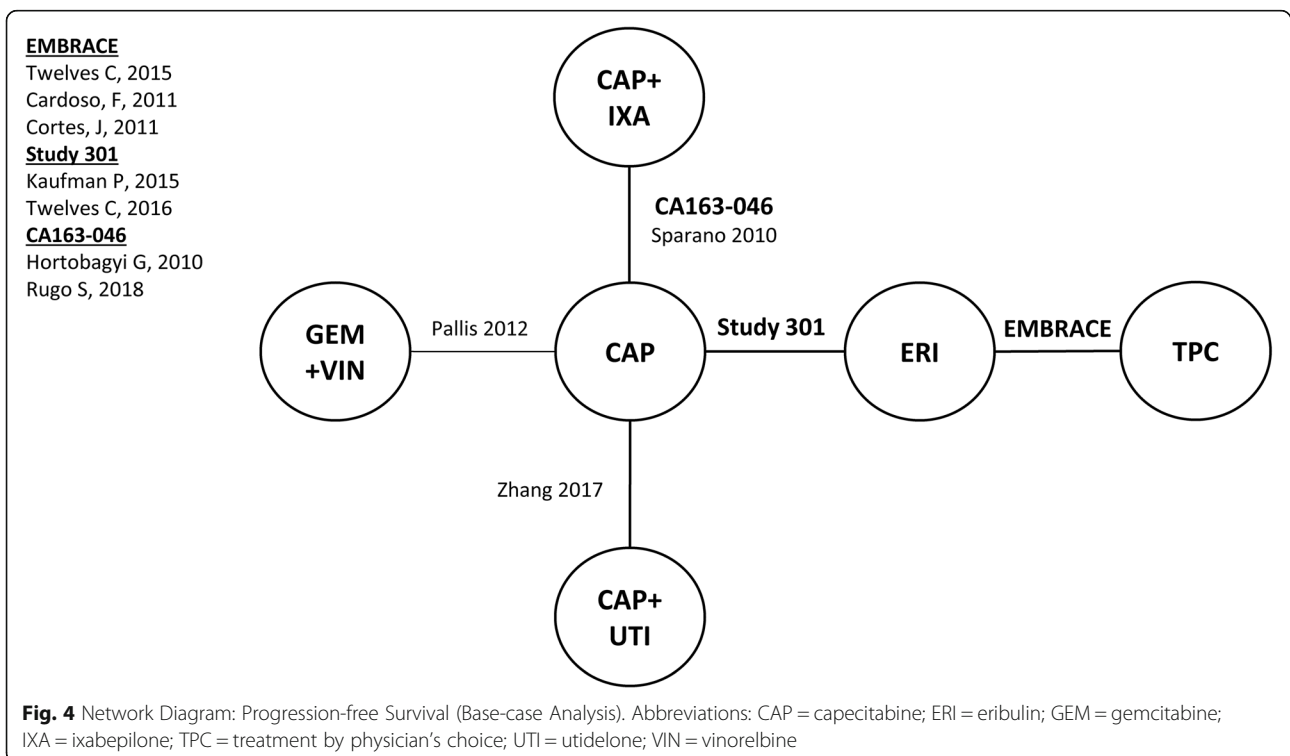 EMBRACE
Twelves C, 2015
Cardoso, F, 2011
Cortes, J, 2011
Study 301
Kaufman P, 2015
Twelves C, 2016
CA163-046
Hortobagyi G, 2010
Rugo S, 2018
CAP+
IXA
CA163-046
Sparano 2010
GEM
+VIN
Pallis 2012
CAP
Study 301
ERI
EMBRACE
TPC
Zhang 2017
CAP+
UTI
Fig. 4 Network Diagram: Progression-free Survival (Base-case Analysis). Abbreviations: CAP = capecitabine; ERI = eribulin; GEM = gemcitabine;
IXA = ixabepilone; TPC = treatment by physician's choice; UTI = utidelone; VIN = vinorelbine